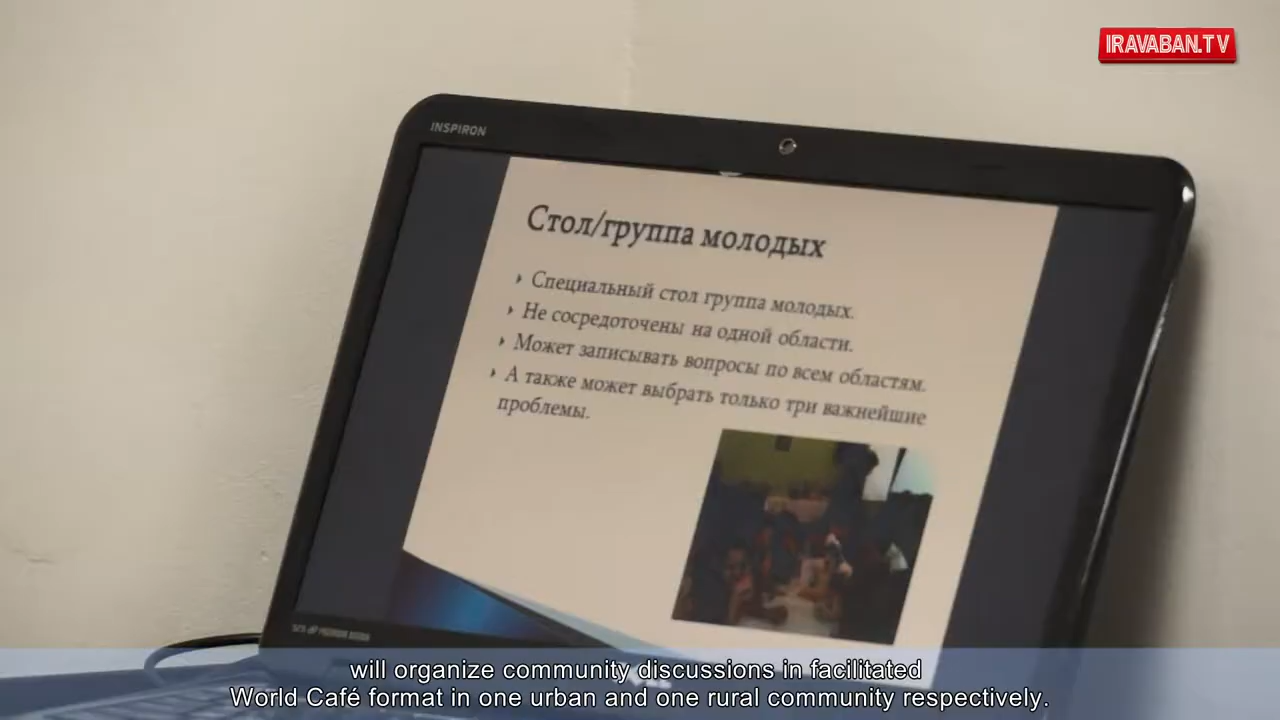 IRAVABAN.TV
INSPIRON
Стол/группа молодых
Специальный стол группа молодых.
Не сосредоточены на одной области.
Может записывать вопросы по всем областям.
А также может выбрать только три важнейшие
проблемы.
will organize community discussions in facilitated
World Café format in one urban and one rural community respectively.